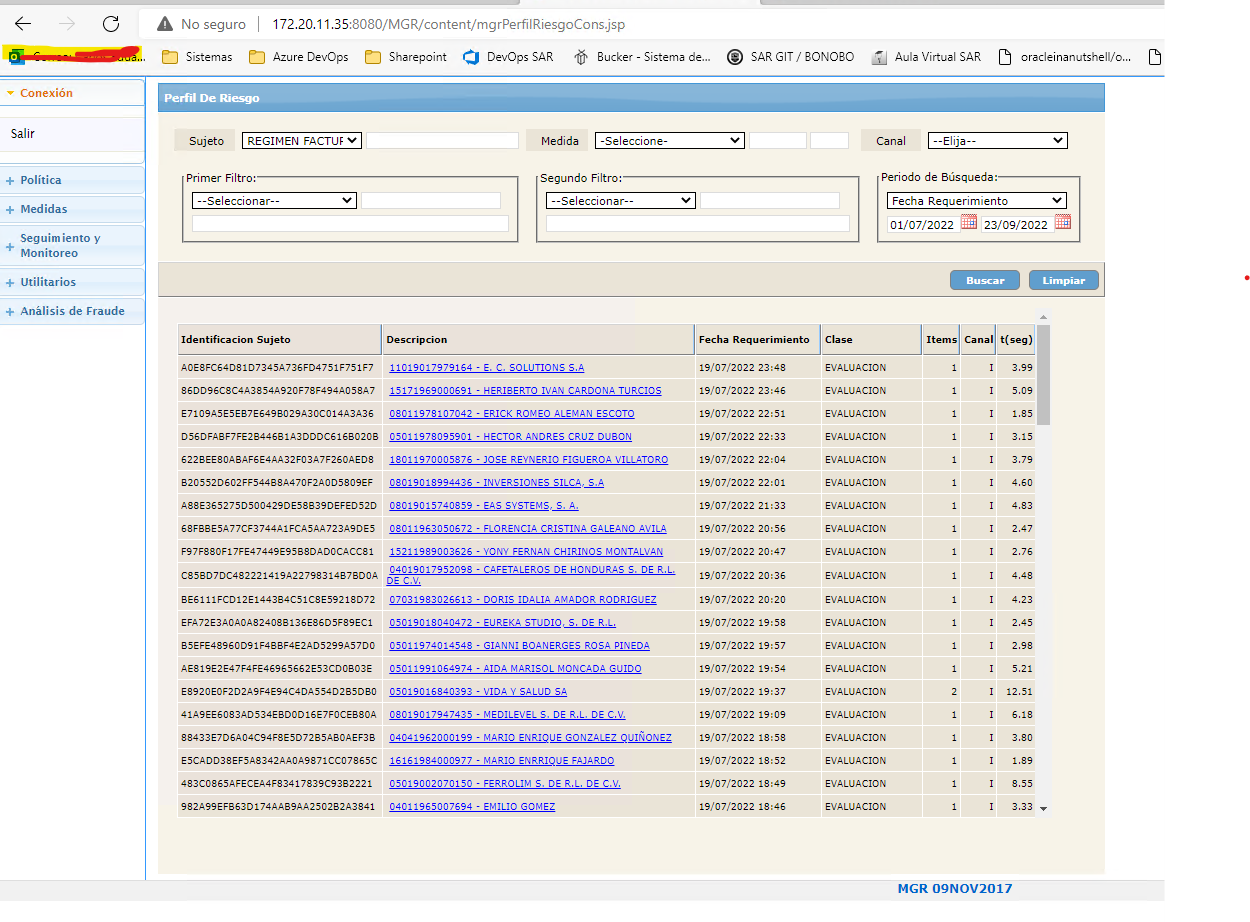 No seguro
172.20.11.35:8080/MGR/content/mgrPerfilRiesgoCons.jsp
Sistemas Azure DevOps Sharepoint DevOps SAR Bucker - Sistema de... SAR GIT / BONOBO Aula Virtual SAR oracleinanutshell/o...
Conexión
Salir
+ Política
+ Medidas
+ Seguimiento y
Monitoreo
+ Utilitarios
+ Análisis de Fraude
Perfil De Riesgo
Sujeto REGIMEN FACTUR Medida -Seleccione- Canal --Elija--
Primer Filtro: Segundo Filtro: Periodo de Búsqueda:
--Seleccionar-- --Seleccionar-- Fecha Requerimiento
01/07/2022 23/09/2022
Buscar Limpiar
Identificacion Sujeto Descripcion Fecha Requerimiento Clase Items Canal t(seg)
A0E8FC64D81D7345A736FD4751F751F7 11019017979164 - E. C. SOLUTIONS S.A 19/07/2022 23:48 EVALUACION 1 I 3.99
86DD96C8C4A3854A920F78F494A058A7 15171969000691 - HERIBERTO IVAN CARDONA TURCIOS 19/07/2022 23:46 EVALUACION 1 I 5.09
E7109A5E5EB7E649B029A30C014A3A36 08011978107042 - ERICK ROMEO ALEMAN ESCOTO 19/07/2022 22:51 EVALUACION 1 I 1.85
D56DFABF7FE2B446B1A3DDDC616B020B 05011978095901 - HECTOR ANDRES CRUZ DUBON 19/07/2022 22:33 EVALUACION 1 I 3.15
622BEE80ABAF6E4AA32F03A7F260AED8 18011970005876 - JOSE REYNERIO FIGUEROA VILLATORO 19/07/2022 22:04 EVALUACION 1 I 3.79
B20552D602FF544B8A470F2A0D5809EF 08019018994436 - INVERSIONES SILCA, S.A 19/07/2022 22:01 EVALUACION 1 I 4.60
A88E365275D500429DE58B39DEFED52D 08019015740859 - EAS SYSTEMS, S. A. 19/07/2022 21:33 EVALUACION 1 I 4.83
68FBBE5A77CF3744A1FCA5AA723A9DE5 08011963050672 - FLORENCIA CRISTINA GALEANO AVILA 19/07/2022 20:56 EVALUACION 1 I 2.47
F97F880F17FE47449E95B8DAD0CACC81 15211989003626 - YONY FERNAN CHIRINOS MONTALVAN 19/07/2022 20:47 EVALUACION 1 I 2.76
C85BD7DC482221419A22798314B7BD0A 04019017952098 - CAFETALEROS DE HONDURAS S. DE R.L. 19/07/2022 20:36 EVALUACION 1 I 4.48
DE C.V.
BE6111FCD12E1443B4C51C8E59218D72 07031983026613 - DORIS IDALIA AMADOR RODRIGUEZ 19/07/2022 20:20 EVALUACION 1 I 4.23
EFA72E3A0A0A82408B136E86D5F89EC1 05019018040472 - EUREKA STUDIO, S. DE R.L. 19/07/2022 19:58 EVALUACION 1 I 2.45
B5EFE48960D91F4BBF4E2AD5299A57D0 05011974014548 - GIANNI BOANERGES ROSA PINEDA 19/07/2022 19:57 EVALUACION 1 I 2.98
AE819E2E47F4FE46965662E53CD0B03E 05011991064974 - AIDA MARISOL MONCADA GUIDO 19/07/2022 19:54 EVALUACION 1 I 5.21
E8920E0F2D2A9F4E94C4DA554D2B5DB0 05019016840393 - VIDA Y SALUD SA 19/07/2022 19:37 EVALUACION 2 I 12.51
41A9EE6083AD534EBD0D16E7F0CEB80A 08019017947435 - MEDILEVEL S. DE R.L. DE C.V. 19/07/2022 19:09 EVALUACION 1 I 6.18
88433E7D6A04C94F8E5D72B5AB0AEF3B 04041962000199 - MARIO ENRIQUE GONZALEZ QUIÑONEZ 19/07/2022 18:58 EVALUACION 1 I 3.80
E5CADD38EF5A8342AA0A9871CC07865C 16161984000977 - MARIO ENRRIQUE FAJARDO 19/07/2022 18:52 EVALUACION 1 I 1.89
483C0865AFECEA4F83417839C93B2221 05019002070150 - FERROLIM S. DE R.L. DE C.V. 19/07/2022 18:49 EVALUACION 1 I 8.55
982A99EFB63D174AAB9AA2502B2A3841 04011965007694 - EMILIO GOMEZ 19/07/2022 18:46 EVALUACION 1 I 3.33
MGR 09NOV2017